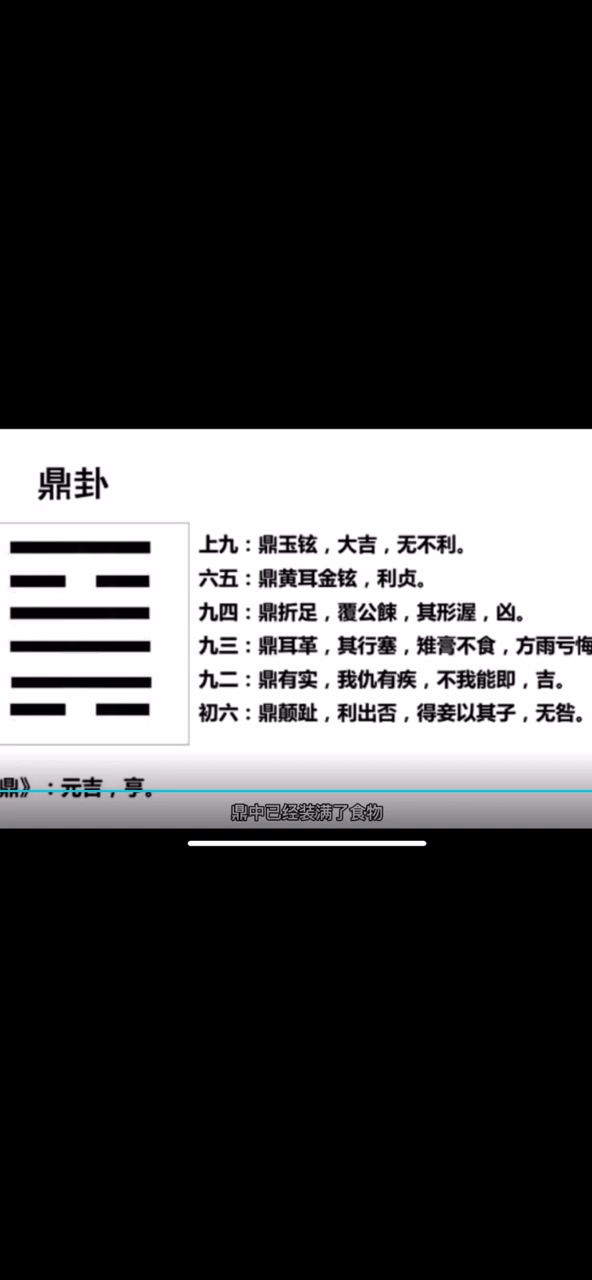 鼎卦
上九：鼎玉铉，大吉，无不利。
六五：鼎黄耳金铉，利贞。
九四：鼎折足，覆公餗，其形渥，凶。
九三：鼎耳革，其行塞，雉膏不食，方雨亏悔
九二：鼎有实，我仇有疾，不我能即，吉。
初六：鼎颠趾，利出否，得妾以其子，无咎。
鼎》：元吉，亨。
鼎中已经装满了食物